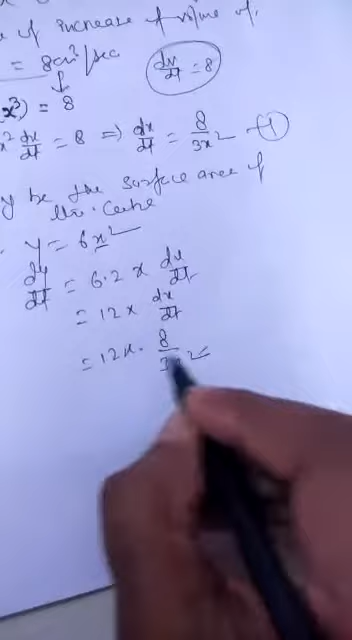 e of increase of volume of
= 8cm³/sec dv/dt = 8
x³) = 8
x² dx/dt = 8 ⇒ dx/dt = 8/3x² — (1)
y be the surface area of
the cube
y = 6x²
dy/dt = 6.2x dx/dt
= 12x dx/dt
= 12x · 8/3x²